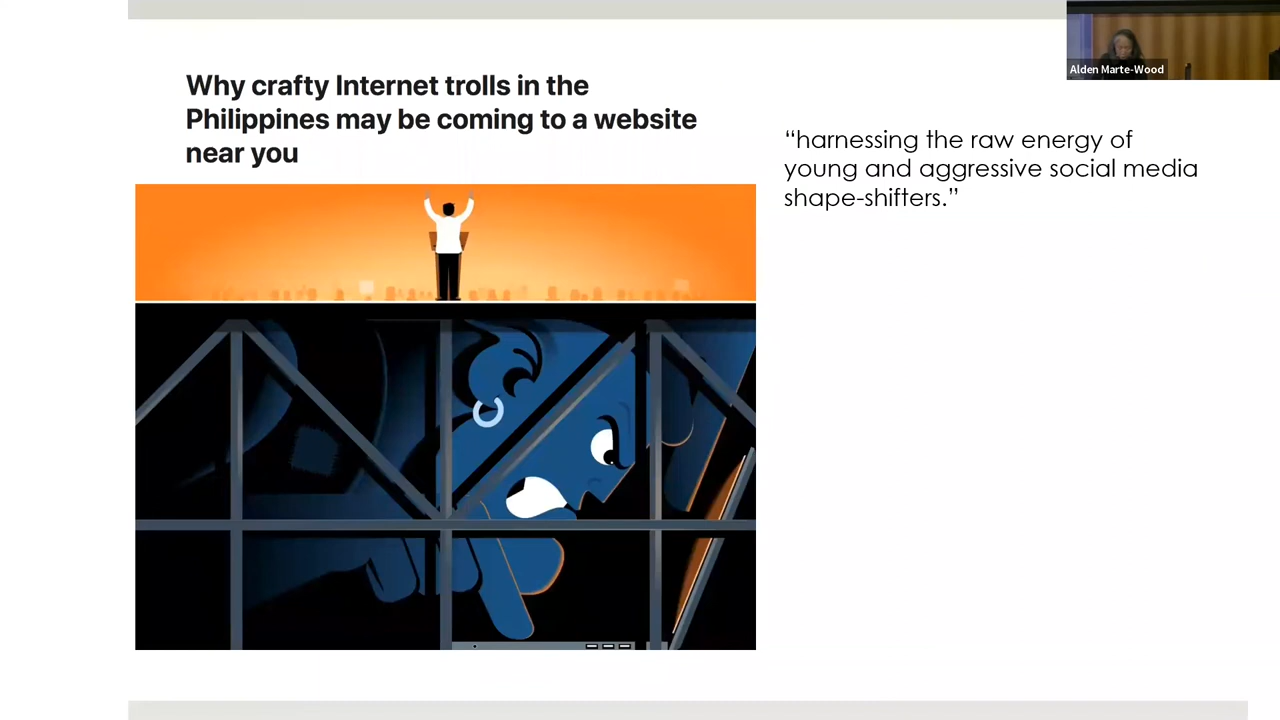 Why crafty Internet trolls in the
Philippines may be coming to a website
near you
“harnessing the raw energy of
young and aggressive social media
shape-shifters.”
Alden Marte-Wood